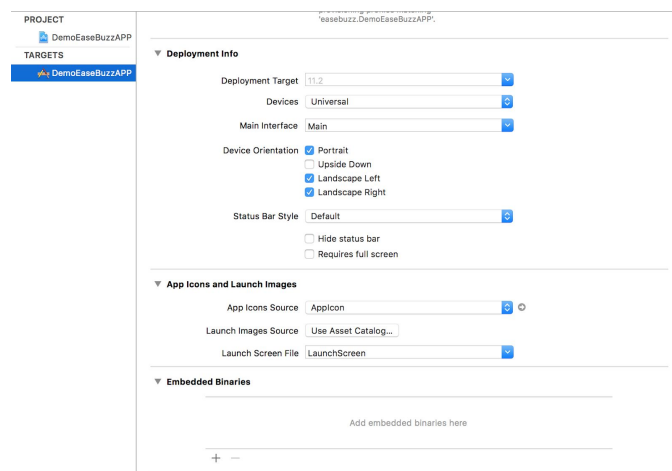 PROJECT
DemoEaseBuzzAPP
TARGETS
DemoEaseBuzzAPP
'easebuzz.DemoEaseBuzzAPP'.
Deployment Info
Deployment Target 11.2
Devices Universal
Main Interface Main
Device Orientation Portrait
Upside Down
Landscape Left
Landscape Right
Status Bar Style Default
Hide status bar
Requires full screen
App Icons and Launch Images
App Icons Source AppIcon
Launch Images Source Use Asset Catalog...
Launch Screen File LaunchScreen
Embedded Binaries
Add embedded binaries here